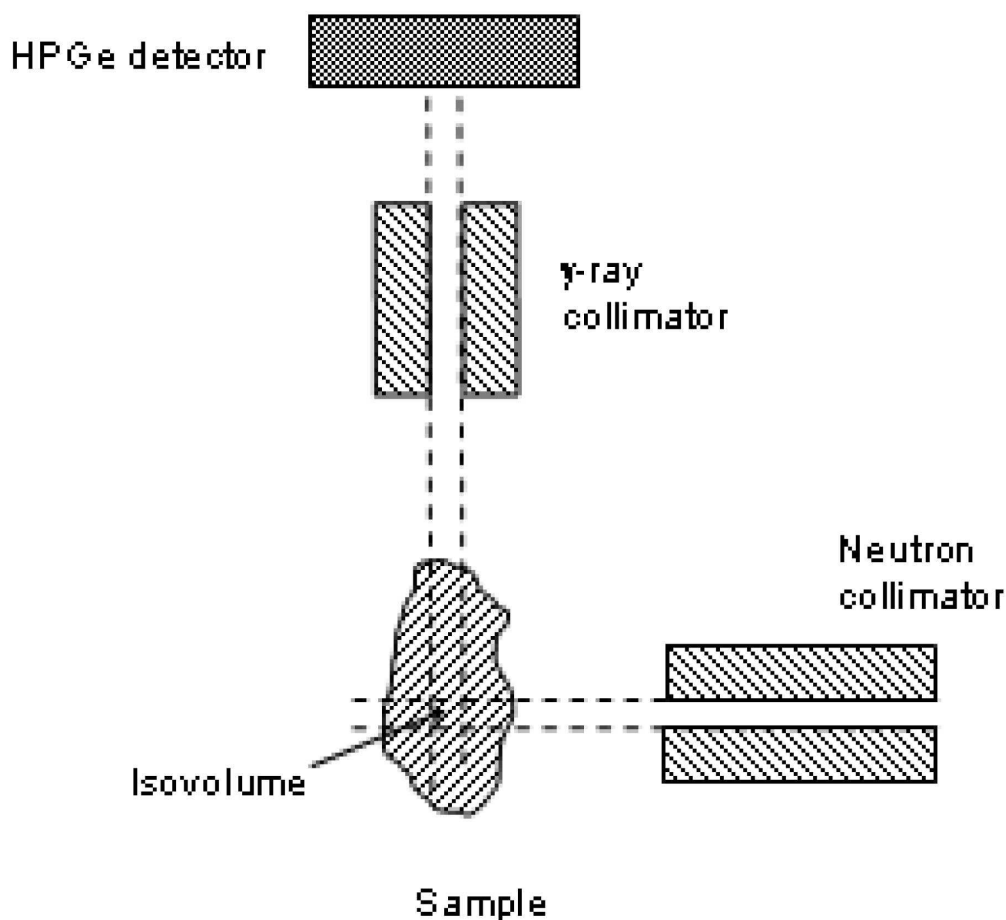 HPGe detector
γ-ray
collimator
Neutron
collimator
Isovolume
Sample